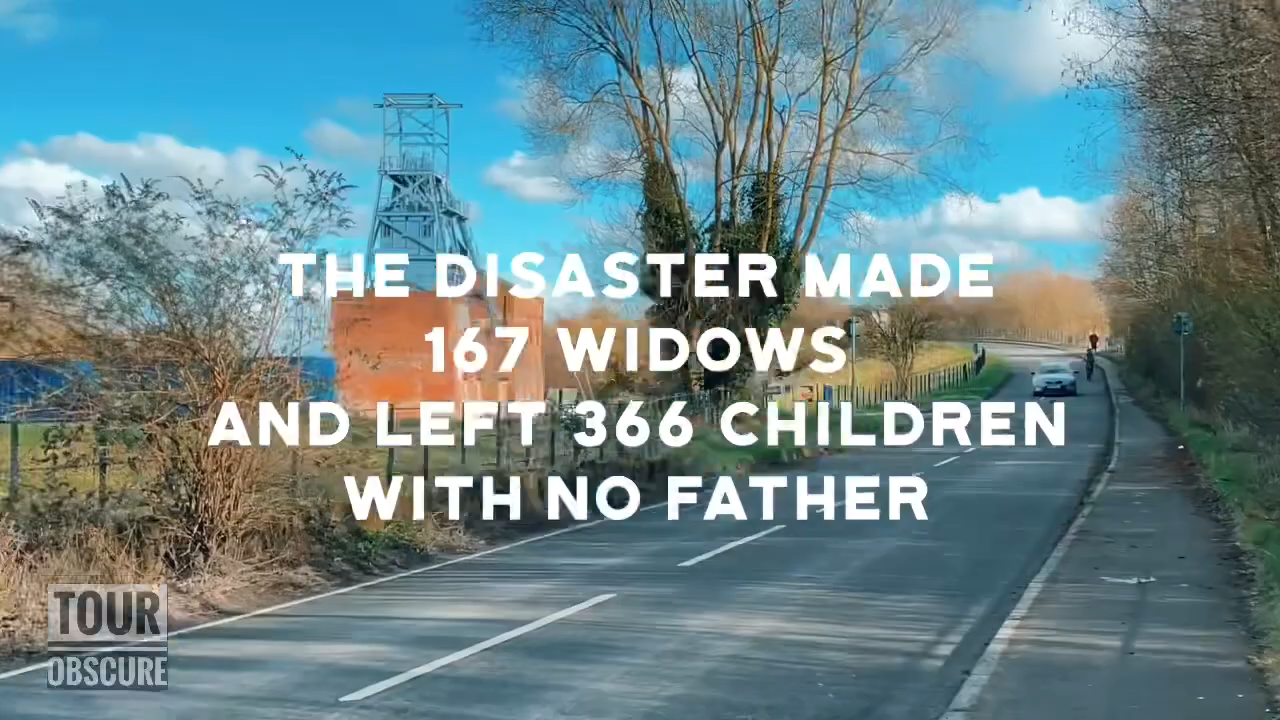 THE DISASTER MADE
167 WIDOWS
AND LEFT 366 CHILDREN
WITH NO FATHER
TOUR
OBSCURE